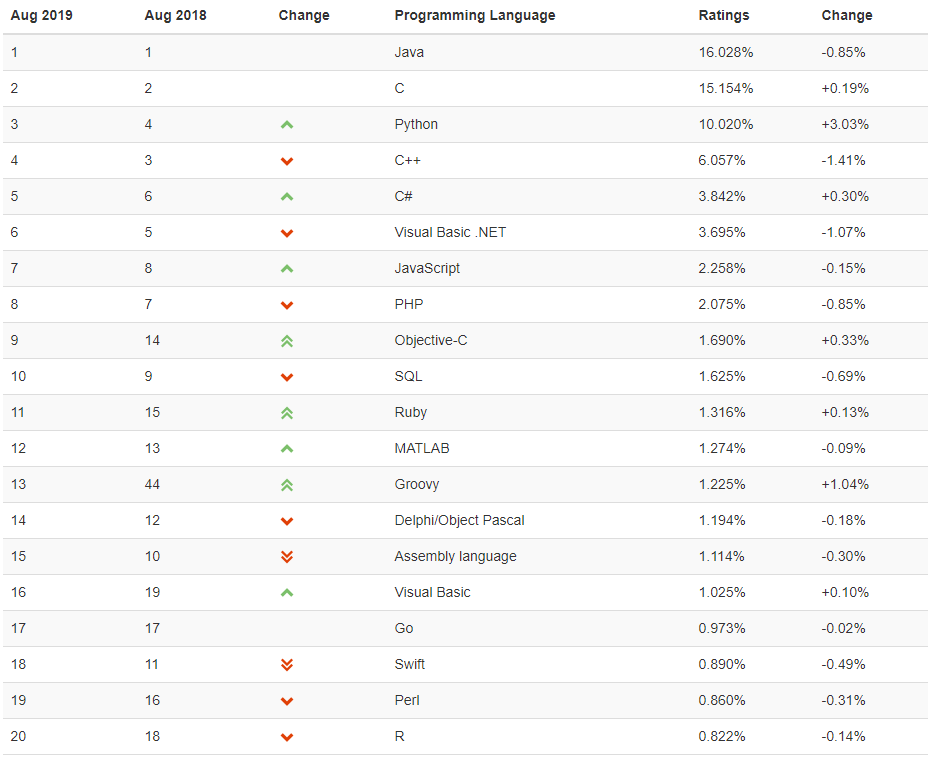 Aug 2019 Aug 2018 Change Programming Language Ratings Change
1 1 Java 16.028% -0.85%
2 2 C 15.154% +0.19%
3 4 Python 10.020% +3.03%
4 3 C++ 6.057% -1.41%
5 6 C# 3.842% +0.30%
6 5 Visual Basic .NET 3.695% -1.07%
7 8 JavaScript 2.258% -0.15%
8 7 PHP 2.075% -0.85%
9 14 Objective-C 1.690% +0.33%
10 9 SQL 1.625% -0.69%
11 15 Ruby 1.316% +0.13%
12 13 MATLAB 1.274% -0.09%
13 44 Groovy 1.225% +1.04%
14 12 Delphi/Object Pascal 1.194% -0.18%
15 10 Assembly language 1.114% -0.30%
16 19 Visual Basic 1.025% +0.10%
17 17 Go 0.973% -0.02%
18 11 Swift 0.890% -0.49%
19 16 Perl 0.860% -0.31%
20 18 R 0.822% -0.14%